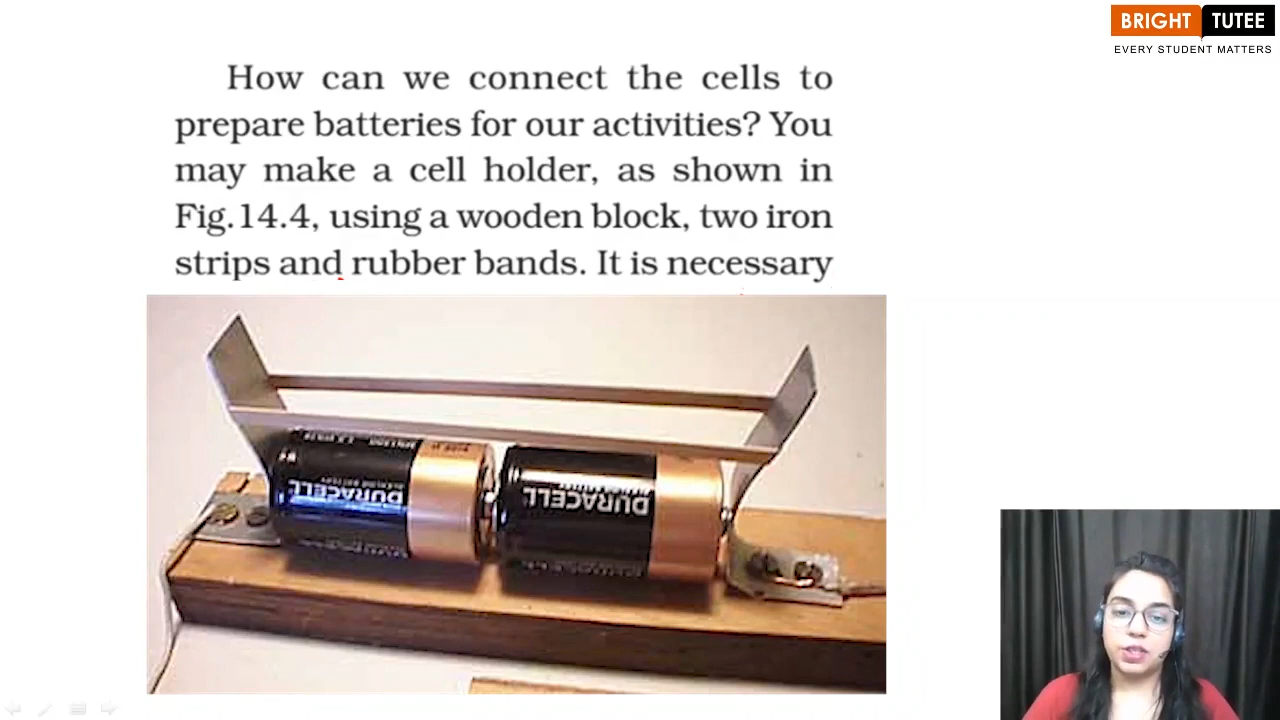 BRIGHT TUTEE
EVERY STUDENT MATTERS
How can we connect the cells to
prepare batteries for our activities? You
may make a cell holder, as shown in
Fig.14.4, using a wooden block, two iron
strips and rubber bands. It is necessary
DURACELL
DURACELL